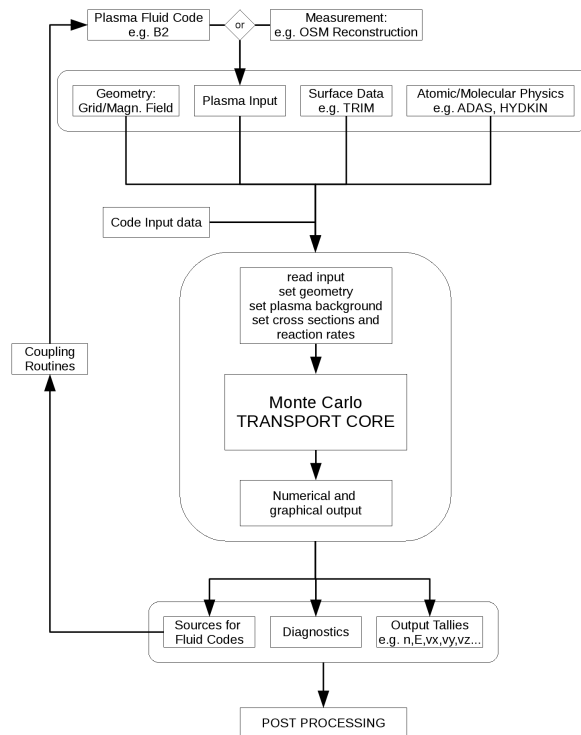 Plasma Fluid Code
e.g. B2
or
Measurement:
e.g. OSM Reconstruction
Geometry:
Grid/Magn. Field
Plasma Input
Surface Data
e.g. TRIM
Atomic/Molecular Physics
e.g. ADAS, HYDKIN
Code Input data
read input
set geometry
set plasma background
set cross sections and
reaction rates
Coupling
Routines
Monte Carlo
TRANSPORT CORE
Numerical and
graphical output
Sources for
Fluid Codes
Diagnostics
Output Tallies
e.g. n,E,vx,vy,vz...
POST PROCESSING